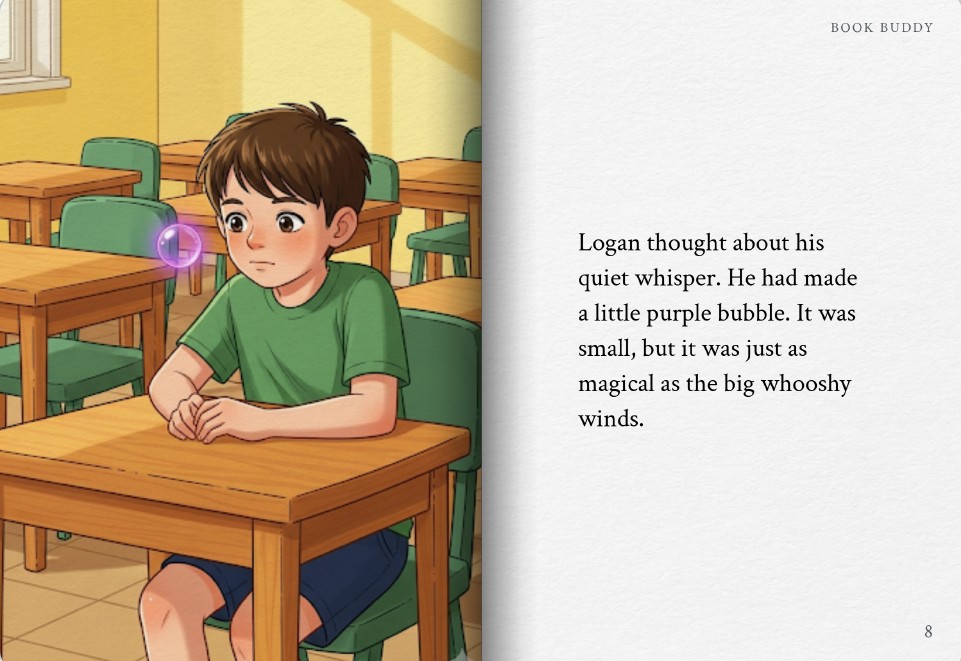 BOOK BUDDY
Logan thought about his
quiet whisper. He had made
a little purple bubble. It was
small, but it was just as
magical as the big whooshy
winds.
8